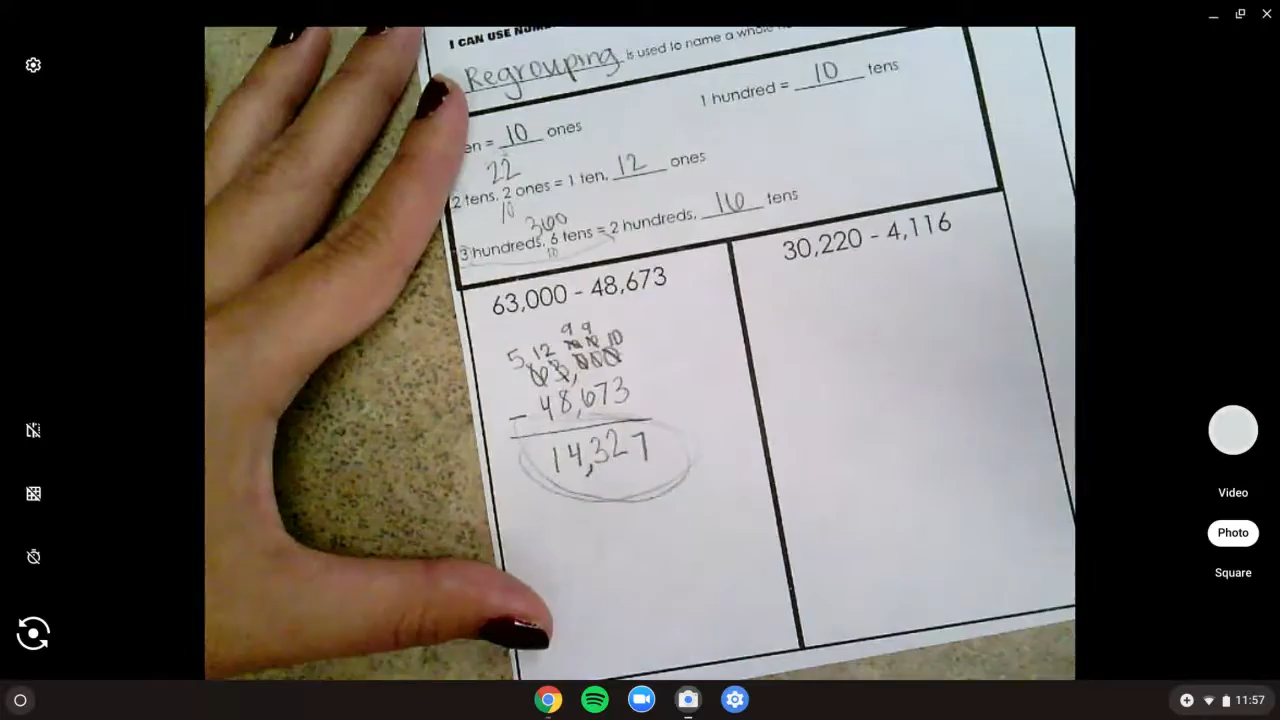 I CAN USE
Regrouping is used to name a whole
en = 10 ones
1 hundred = 10 tens
22
2 tens, 2 ones = 1 ten, 12 ones
10
360
3 hundreds, 6 tens = 2 hundreds, 16 tens
10
63,000 - 48,673
30,220 - 4,116
9 9
5 12 10 10 10
63,000
- 48,673
14,327
Video
Photo
Square
11:57